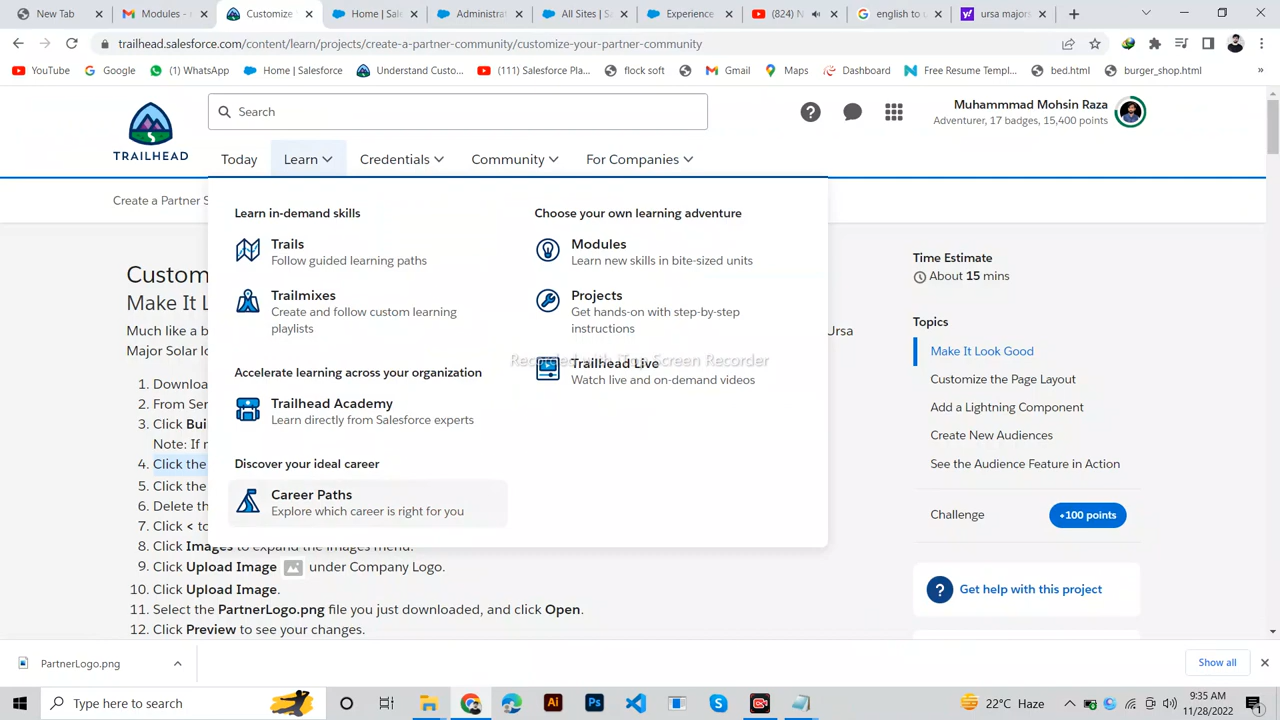 New Tab
Modules - x
Customize
Home | Sal
Administrat
All Sites | Sa
Experience
(824) N
english to
ursa majors
trailhead.salesforce.com/content/learn/projects/create-a-partner-community/customize-your-partner-community
YouTube
Google
(1) WhatsApp
Home | Salesforce
Understand Custo...
(111) Salesforce Pla...
flock soft
Gmail
Maps
Dashboard
Free Resume Templ...
bed.html
burger_shop.html
»
TRAILHEAD
Search
Muhammmad Mohsin Raza
Adventurer, 17 badges, 15,400 points
Today
Learn
Credentials
Community
For Companies
Create a Partner S
Learn in-demand skills
Trails
Follow guided learning paths
Trailmixes
Create and follow custom learning
playlists
Accelerate learning across your organization
Trailhead Academy
Learn directly from Salesforce experts
Discover your ideal career
Career Paths
Explore which career is right for you
Choose your own learning adventure
Modules
Learn new skills in bite-sized units
Projects
Get hands-on with step-by-step
instructions
Recorded with iTop Screen Recorder
Trailhead Live
Watch live and on-demand videos
Custom
Make It L
Much like a b
Ursa
Major Solar lo
1. Downloa
2. From Ser
3. Click Bui
Note: If r
4. Click the
5. Click the
6. Delete th
7. Click < to
8. Click Images to expand the images menu.
9. Click Upload Image under Company Logo.
10. Click Upload Image.
11. Select the PartnerLogo.png file you just downloaded, and click Open.
12. Click Preview to see your changes.
Time Estimate
About 15 mins
Topics
Make It Look Good
Customize the Page Layout
Add a Lightning Component
Create New Audiences
See the Audience Feature in Action
Challenge
+100 points
Get help with this project
PartnerLogo.png
Show all
Type here to search
22°C Haze
9:35 AM
11/28/2022
1